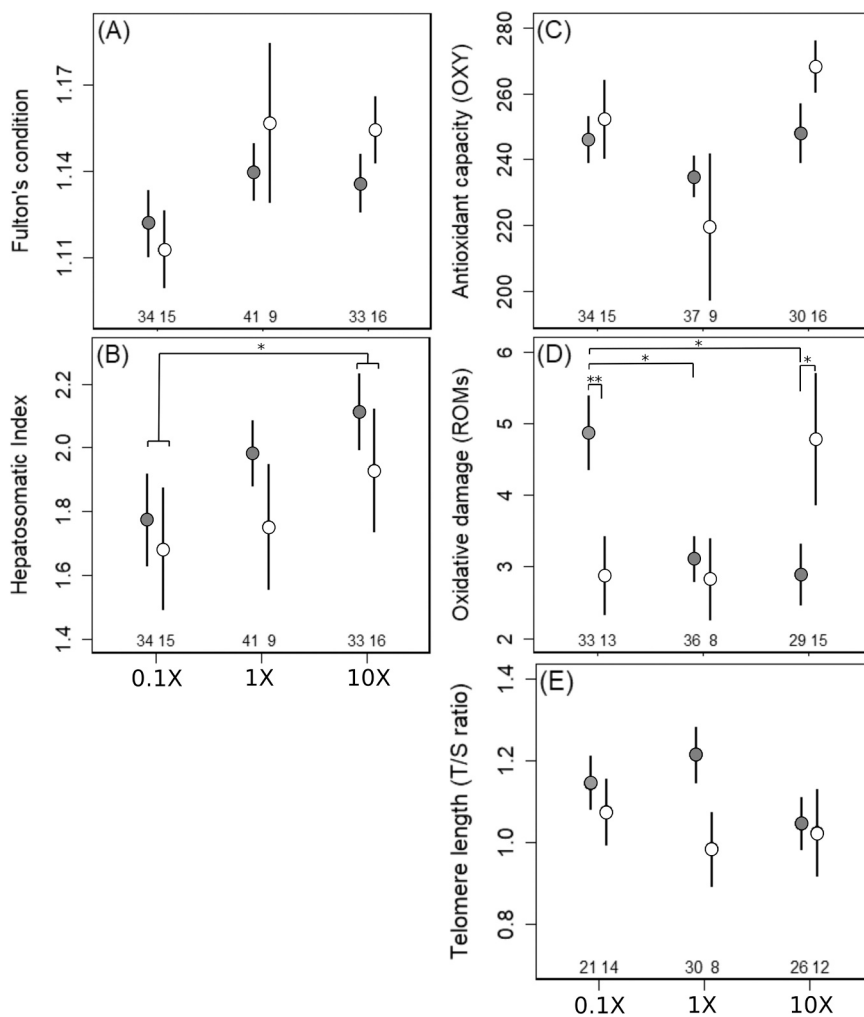 (A)
Fulton's condition
1.17
1.14
1.11
34 15
41 9
33 16
(B)
Hepatosomatic Index
2.2
2.0
1.8
1.6
1.4
*
34 15
41 9
33 16
0.1X
1X
10X
(C)
Antioxidant capacity (OXY)
280
260
240
220
200
34 15
37 9
30 16
(D)
Oxidative damage (ROMs)
6
5
4
3
2
*
*
**
*
33 13
36 8
29 15
(E)
Telomere length (T/S ratio)
1.4
1.2
1.0
0.8
21 14
30 8
26 12
0.1X
1X
10X